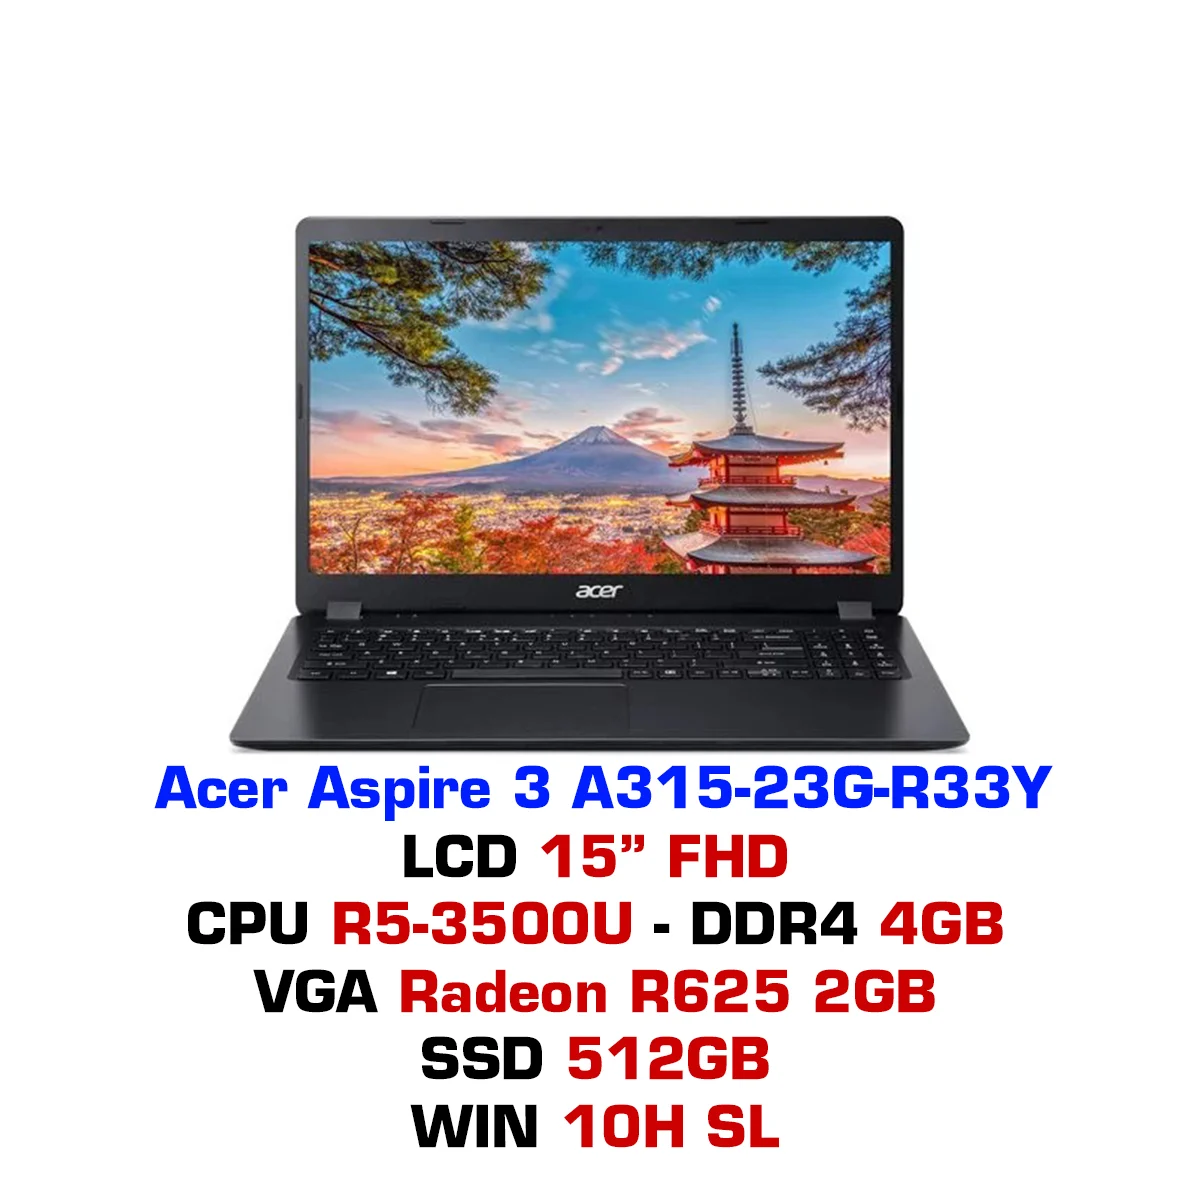 acer
Acer Aspire 3 A315-23G-R33Y
LCD 15” FHD
CPU R5-3500U - DDR4 4GB
VGA Radeon R625 2GB
SSD 512GB
WIN 10H SL